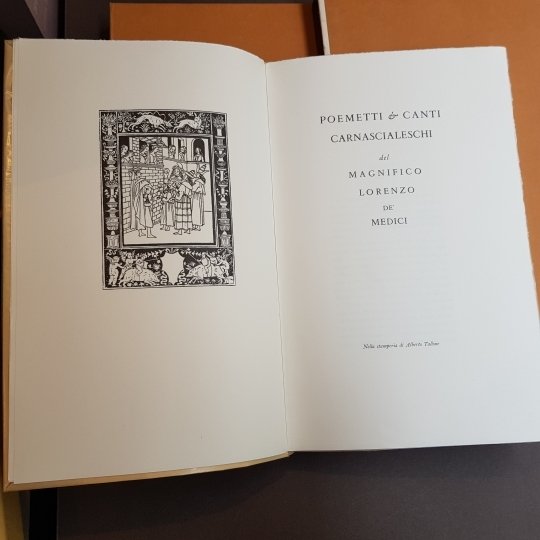 POEMETTI & CANTI
CARNASCIALESCHI
del
MAGNIFICO
LORENZO
DE'
MEDICI
Nella stamperia di Alberto Tallone